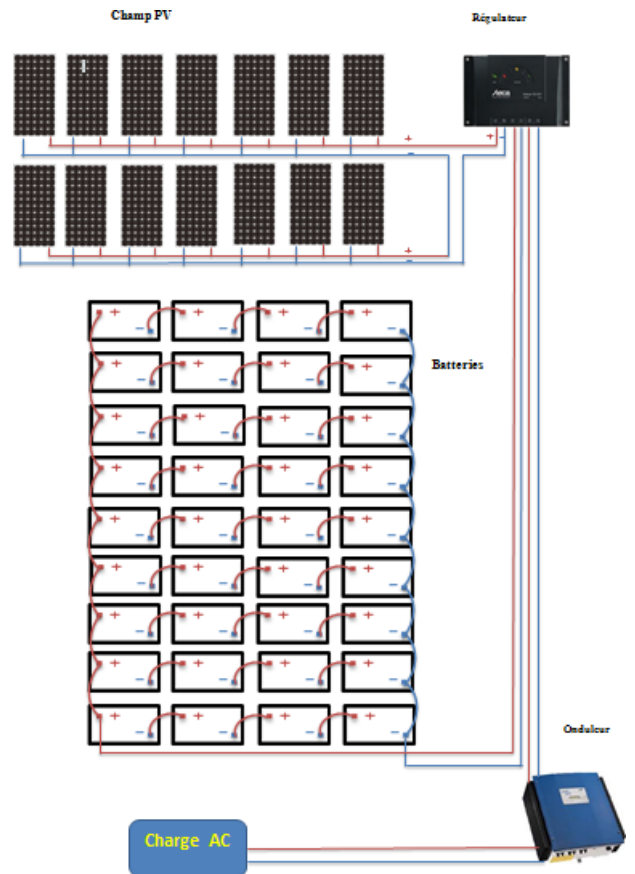 Champ PV
Régulateur
+
−
+ −
+
−
+ − + − + − + −
+ − + − + − + −
Batteries
+ − + − + − + −
+ − + − + − + −
+ − + − + − + −
+ − + − + − + −
+ − + − + − + −
+ − + − + − + −
+ − + − + − + −
Onduleur
Charge AC